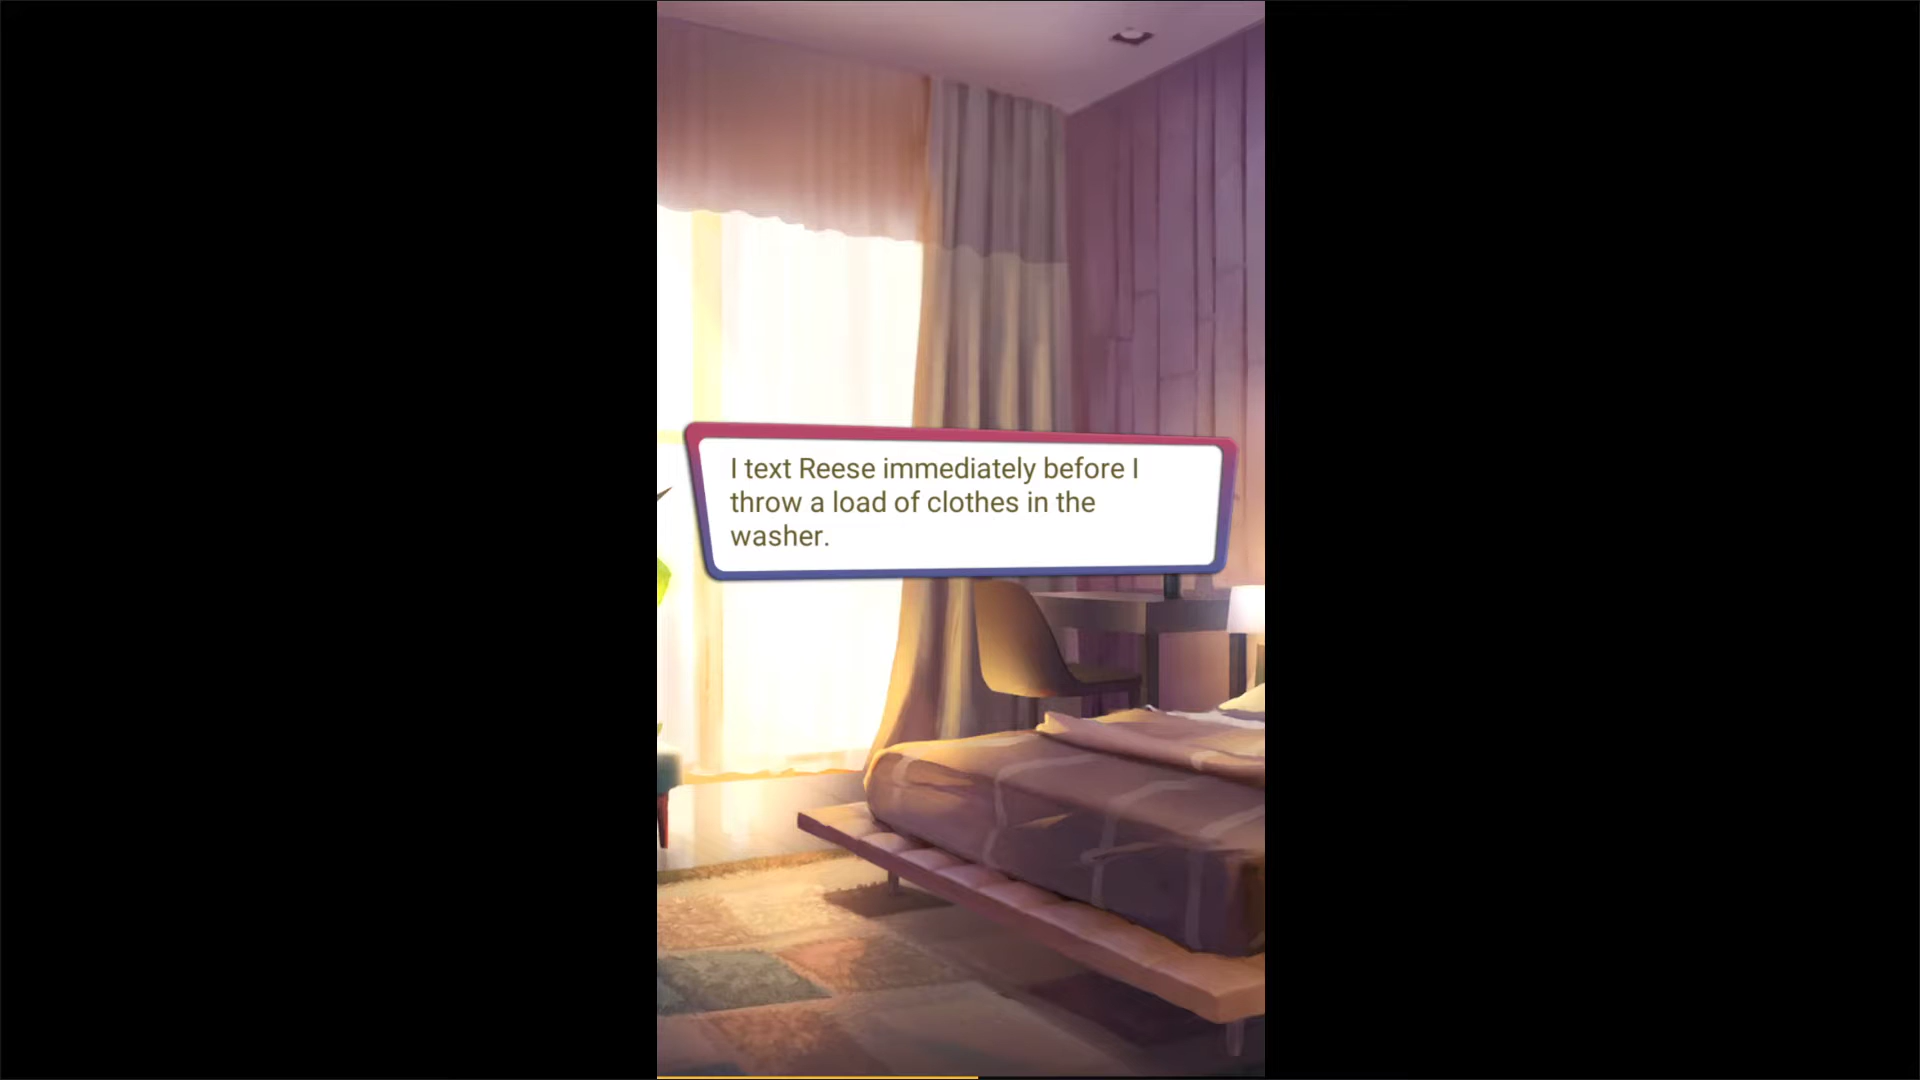 I text Reese immediately before I
throw a load of clothes in the
washer.